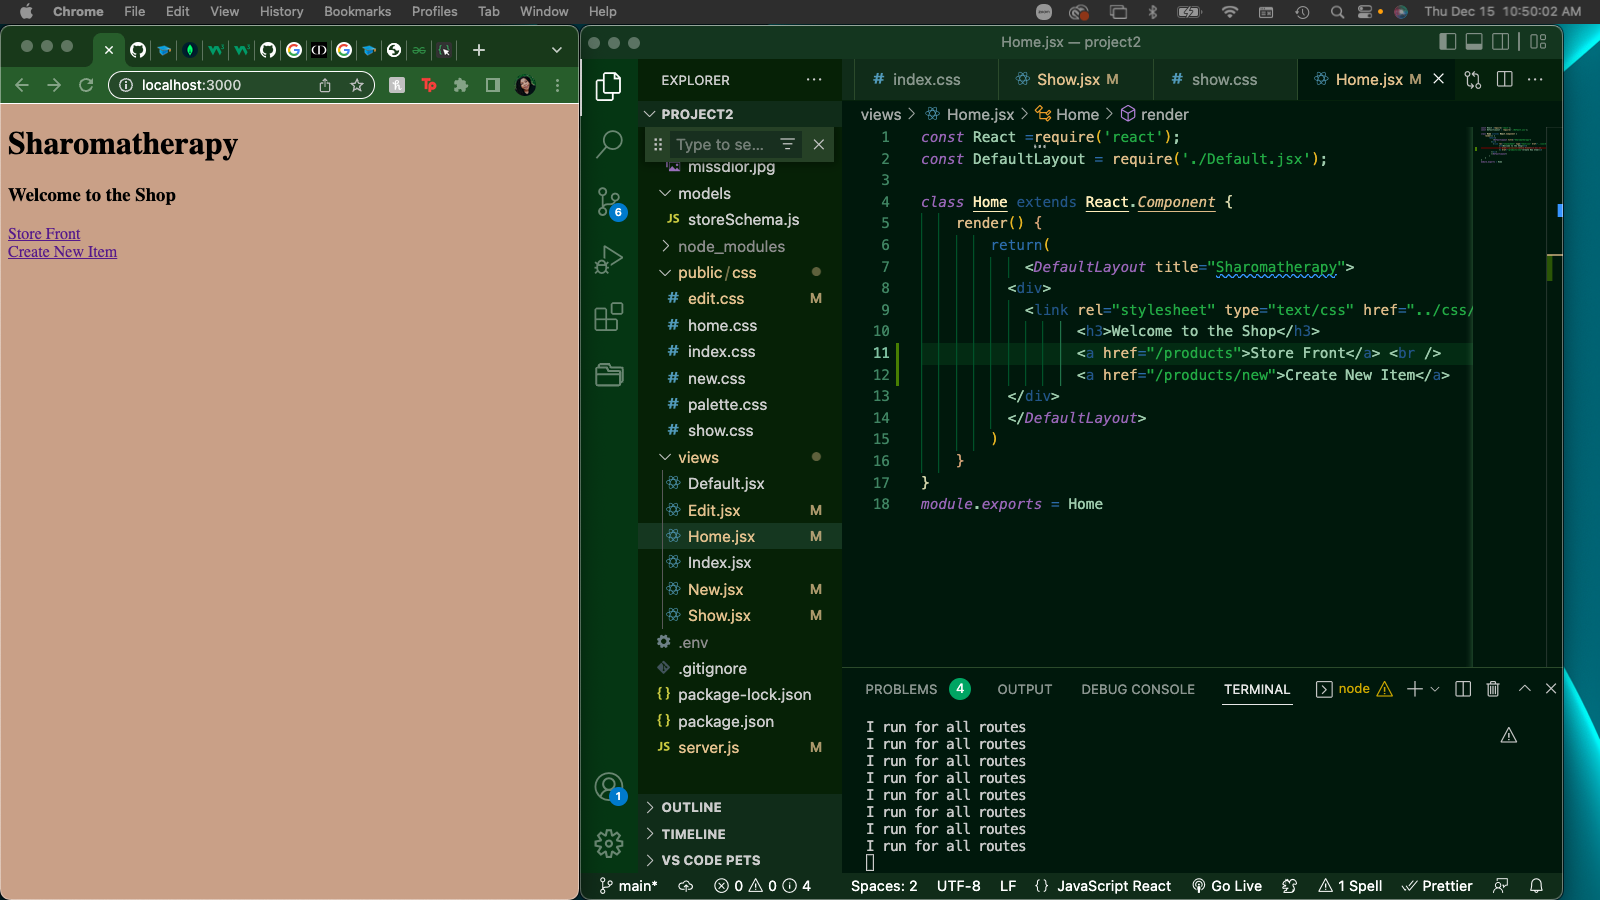 Chrome File Edit View History Bookmarks Profiles Tab Window Help Thu Dec 15 10:50:02 AM
localhost:3000
Tp
Sharomatherapy
Welcome to the Shop
Store Front
Create New Item
Home.jsx — project2
EXPLORER
PROJECT2
Type to se...
missdior.jpg
models
JS storeSchema.js
node_modules
public/css
# edit.css M
# home.css
# index.css
# new.css
# palette.css
# show.css
views
Default.jsx
Edit.jsx M
Home.jsx M
Index.jsx
New.jsx M
Show.jsx M
.env
.gitignore
{} package-lock.json
{} package.json
JS server.js M
OUTLINE
TIMELINE
VS CODE PETS
6
1
# index.css Show.jsx M # show.css Home.jsx M
views > Home.jsx > Home > render
1 const React =require('react');
2 const DefaultLayout = require('./Default.jsx');
3
4 class Home extends React.Component {
5 render() {
6 return(
7 <DefaultLayout title="Sharomatherapy">
8 <div>
9 <link rel="stylesheet" type="text/css" href="../css/
10 <h3>Welcome to the Shop</h3>
11 <a href="/products">Store Front</a> <br />
12 <a href="/products/new">Create New Item</a>
13 </div>
14 </DefaultLayout>
15 )
16 }
17 }
18 module.exports = Home
PROBLEMS 4 OUTPUT DEBUG CONSOLE TERMINAL node
I run for all routes
I run for all routes
I run for all routes
I run for all routes
I run for all routes
I run for all routes
I run for all routes
I run for all routes
main* 0 0 4 Spaces: 2 UTF-8 LF {} JavaScript React Go Live 1 Spell Prettier